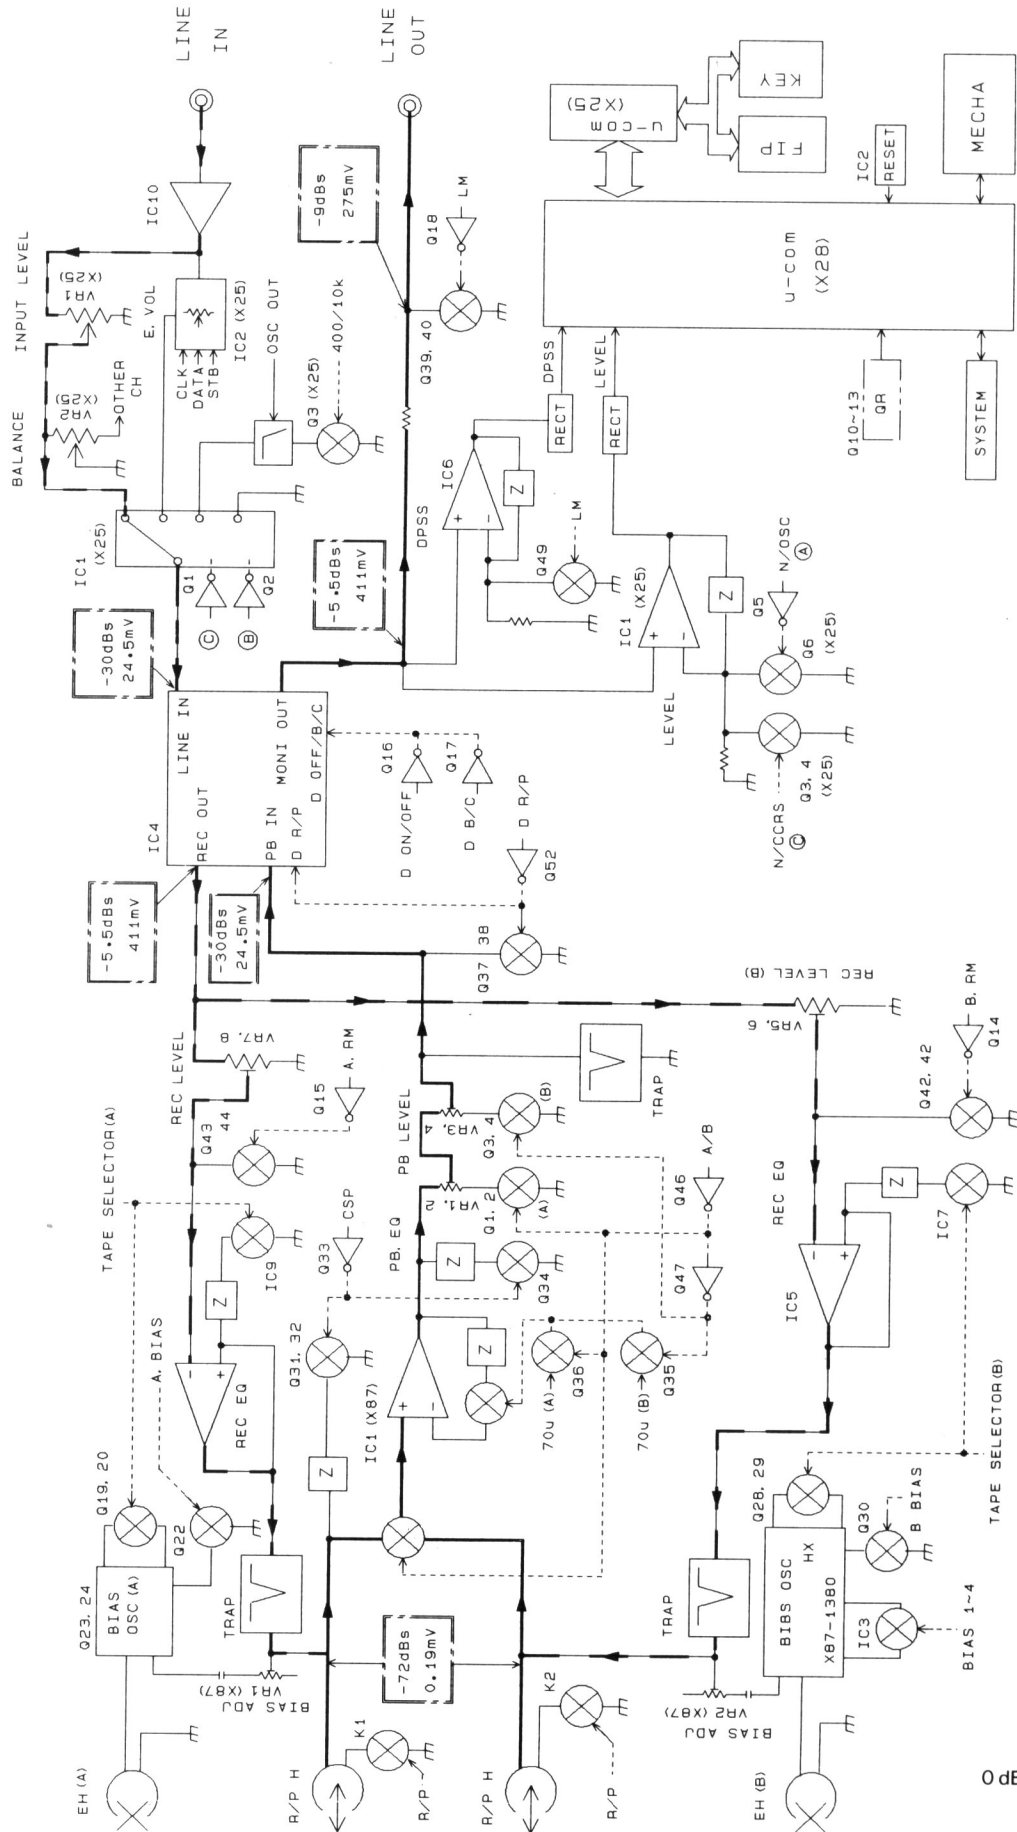 EH (A)
Q23, 24
BIAS
OSC (A)
Q19, 20
Q22
A. BIAS
TAPE SELECTOR (A)
BIAS ADJ
VR1 (X87)
TRAP
REC EQ
-
+
Z
IC9
Q43
44
REC LEVEL
VR7, 8
Q15
A. RM
R/P H
K1
R/P
-72dBs
0.19mV
R/P H
K2
R/P
Z
Q31, 32
Q33
CSP
IC1 (X87)
+
-
Z
PB. EQ
Z
Q34
VR1, 2
Q1, 2
(A)
PB LEVEL
VR3, 4
Q3, 4
(B)
70u (A)
Q36
70u (B)
Q35
Q47
Q46
A/B
TRAP
Q37
38
Q52
D R/P
-5.5dBs
411mV
-30dBs
24.5mV
IC4
REC OUT
LINE IN
PB IN
MONI OUT
D R/P
D OFF/B/C
D ON/OFF
Q16
D B/C
Q17
-30dBs
24.5mV
IC1
(X25)
Q1
Q2
C
B
BALANCE
VR2
(X25)
OTHER
CH
INPUT LEVEL
VR1
(X25)
E. VOL
CLK
DATA
STB
IC2 (X25)
OSC OUT
Q3 (X25)
400/10k
IC10
LINE
IN
LINE
OUT
-5.5dBs
411mV
-9dBs
275mV
Q39, 40
Q18
LM
DPSS
IC6
+
-
Z
Q49
LM
RECT
DPSS
LEVEL
IC1
(X25)
+
-
Z
RECT
LEVEL
N/CCRS
C
Q3, 4
(X25)
Q6
(X25)
Q5
N/OSC
A
u-com
(X28)
u-com
(X25)
FIP
KEY
IC2
RESET
MECHA
Q10~13
QR
SYSTEM
REC LEVEL (B)
VR5, 6
Q42, 42
B. RM
Q14
REC EQ
-
+
IC5
Z
IC7
TRAP
BIAS ADJ
VR2 (X87)
EH (B)
BIBS OSC
HX
X87-1380
Q28, 29
Q30
B BIAS
IC3
BIAS 1~4
TAPE SELECTOR (B)